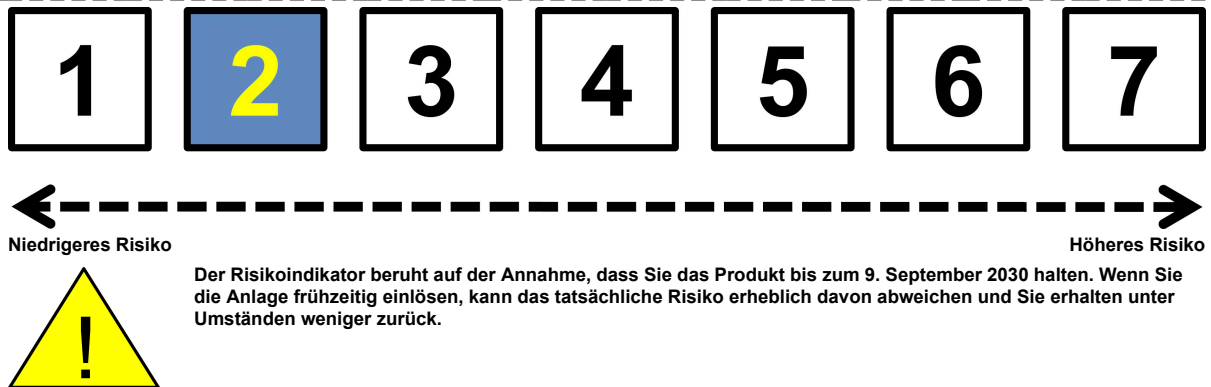 1 2 3 4 5 6 7
Niedrigeres Risiko Höheres Risiko
Der Risikoindikator beruht auf der Annahme, dass Sie das Produkt bis zum 9. September 2030 halten. Wenn Sie
die Anlage frühzeitig einlösen, kann das tatsächliche Risiko erheblich davon abweichen und Sie erhalten unter
Umständen weniger zurück.
!